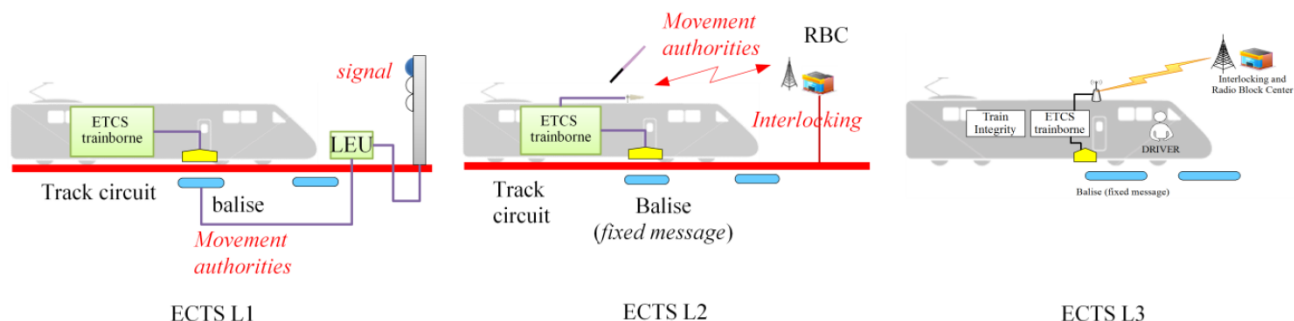 signal
ETCS
trainborne
LEU
Track circuit
balise
Movement
authorities
ECTS L1
Movement
authorities
RBC
ETCS
trainborne
Interlocking
Track
circuit
Balise
(fixed message)
ECTS L2
Interlocking and
Radio Block Center
Train
Integrity
ETCS
trainborne
DRIVER
Balise (fixed message)
ECTS L3